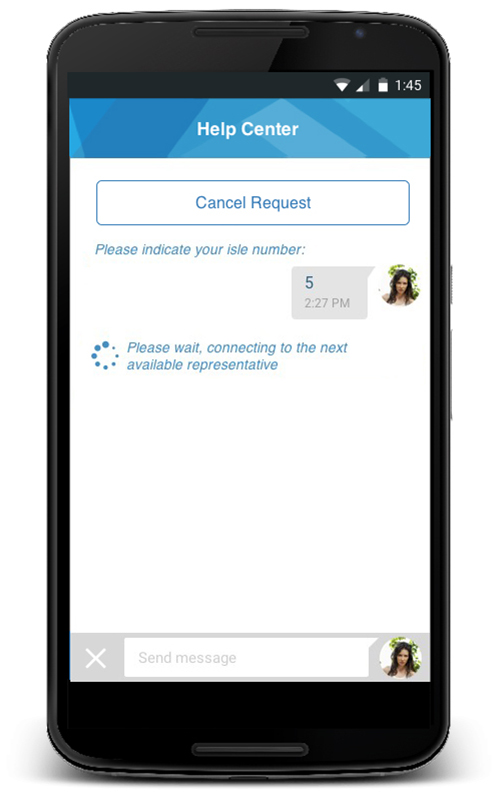 1:45
Help Center
Cancel Request
Please indicate your isle number:
5
2:27 PM
Please wait, connecting to the next
available representative
Send message